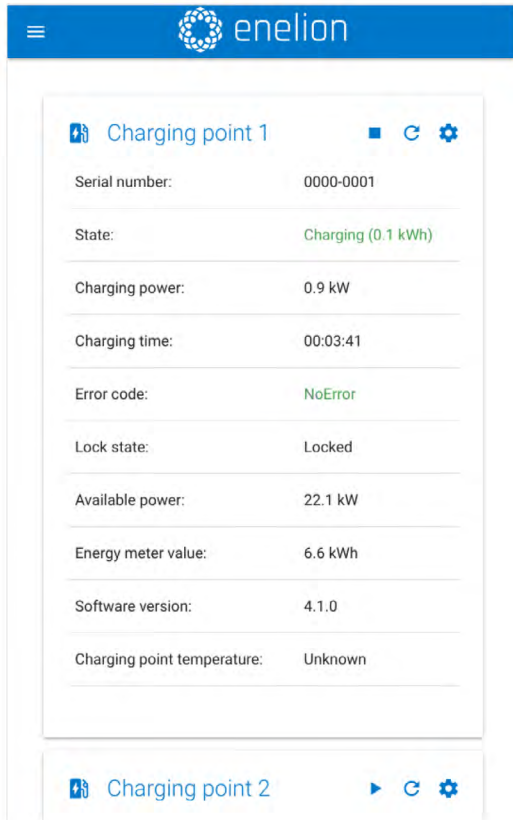 enelion
Charging point 1
Serial number: 0000-0001
State: Charging (0.1 kWh)
Charging power: 0.9 kW
Charging time: 00:03:41
Error code: NoError
Lock state: Locked
Available power: 22.1 kW
Energy meter value: 6.6 kWh
Software version: 4.1.0
Charging point temperature: Unknown
Charging point 2